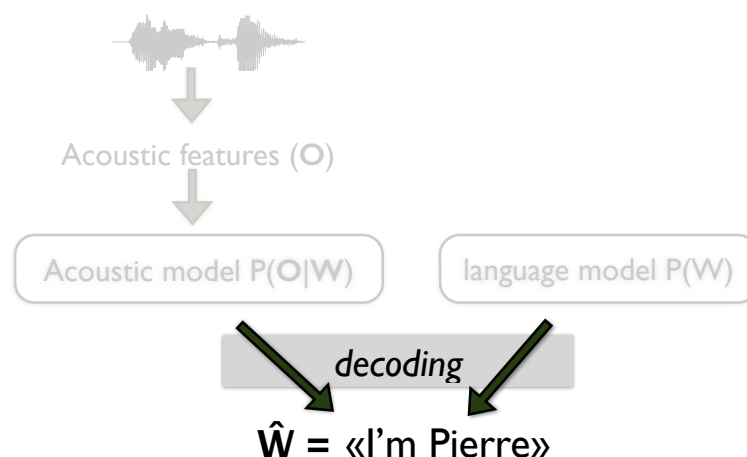 Acoustic features (O)
Acoustic model P(O|W)
language model P(W)
decoding
Ŵ = «I’m Pierre»